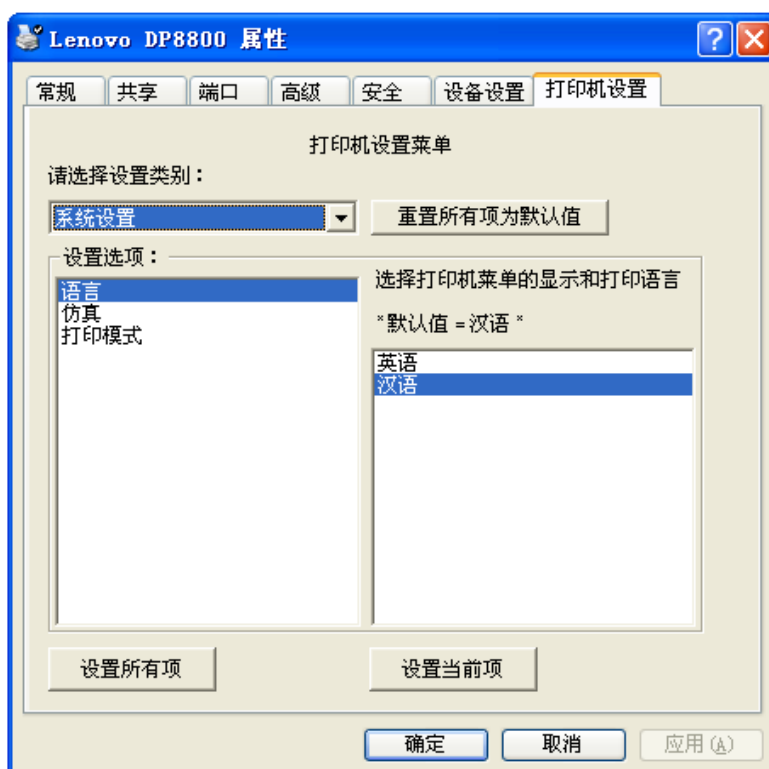 Lenovo DP8800 属性
常规 共享 端口 高级 安全 设备设置 打印机设置
打印机设置菜单
请选择设置类别：
系统设置 重置所有项为默认值
设置选项：
语言
仿真
打印模式
选择打印机菜单的显示和打印语言
*默认值 =汉语 *
英语
汉语
设置所有项 设置当前项
确定 取消 应用(A)